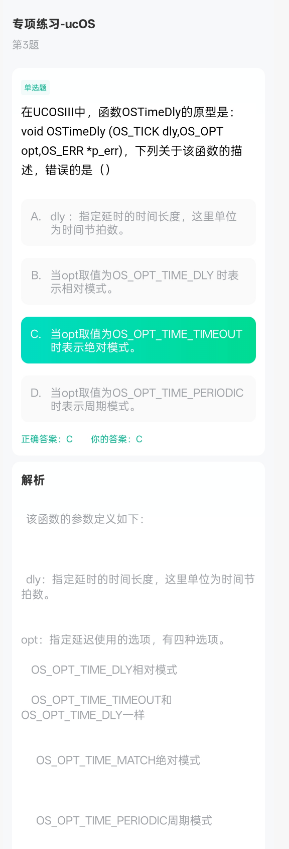 专项练习-ucOS
第3题
单选题
在UCOSIII中，函数OSTimeDly的原型是：
void OSTimeDly (OS_TICK dly,OS_OPT
opt,OS_ERR *p_err)，下列关于该函数的描
述，错误的是（）
A. dly ：指定延时的时间长度，这里单位
为时间节拍数。
B. 当opt取值为OS_OPT_TIME_DLY 时表
示相对模式。
C. 当opt取值为OS_OPT_TIME_TIMEOUT
时表示绝对模式。
D. 当opt取值为OS_OPT_TIME_PERIODIC
时表示周期模式。
正确答案：C 你的答案：C
解析
该函数的参数定义如下：
dly：指定延时的时间长度，这里单位为时间节
拍数。
opt：指定延迟使用的选项，有四种选项。
OS_OPT_TIME_DLY相对模式
OS_OPT_TIME_TIMEOUT和
OS_OPT_TIME_DLY一样
OS_OPT_TIME_MATCH绝对模式
OS_OPT_TIME_PERIODIC周期模式